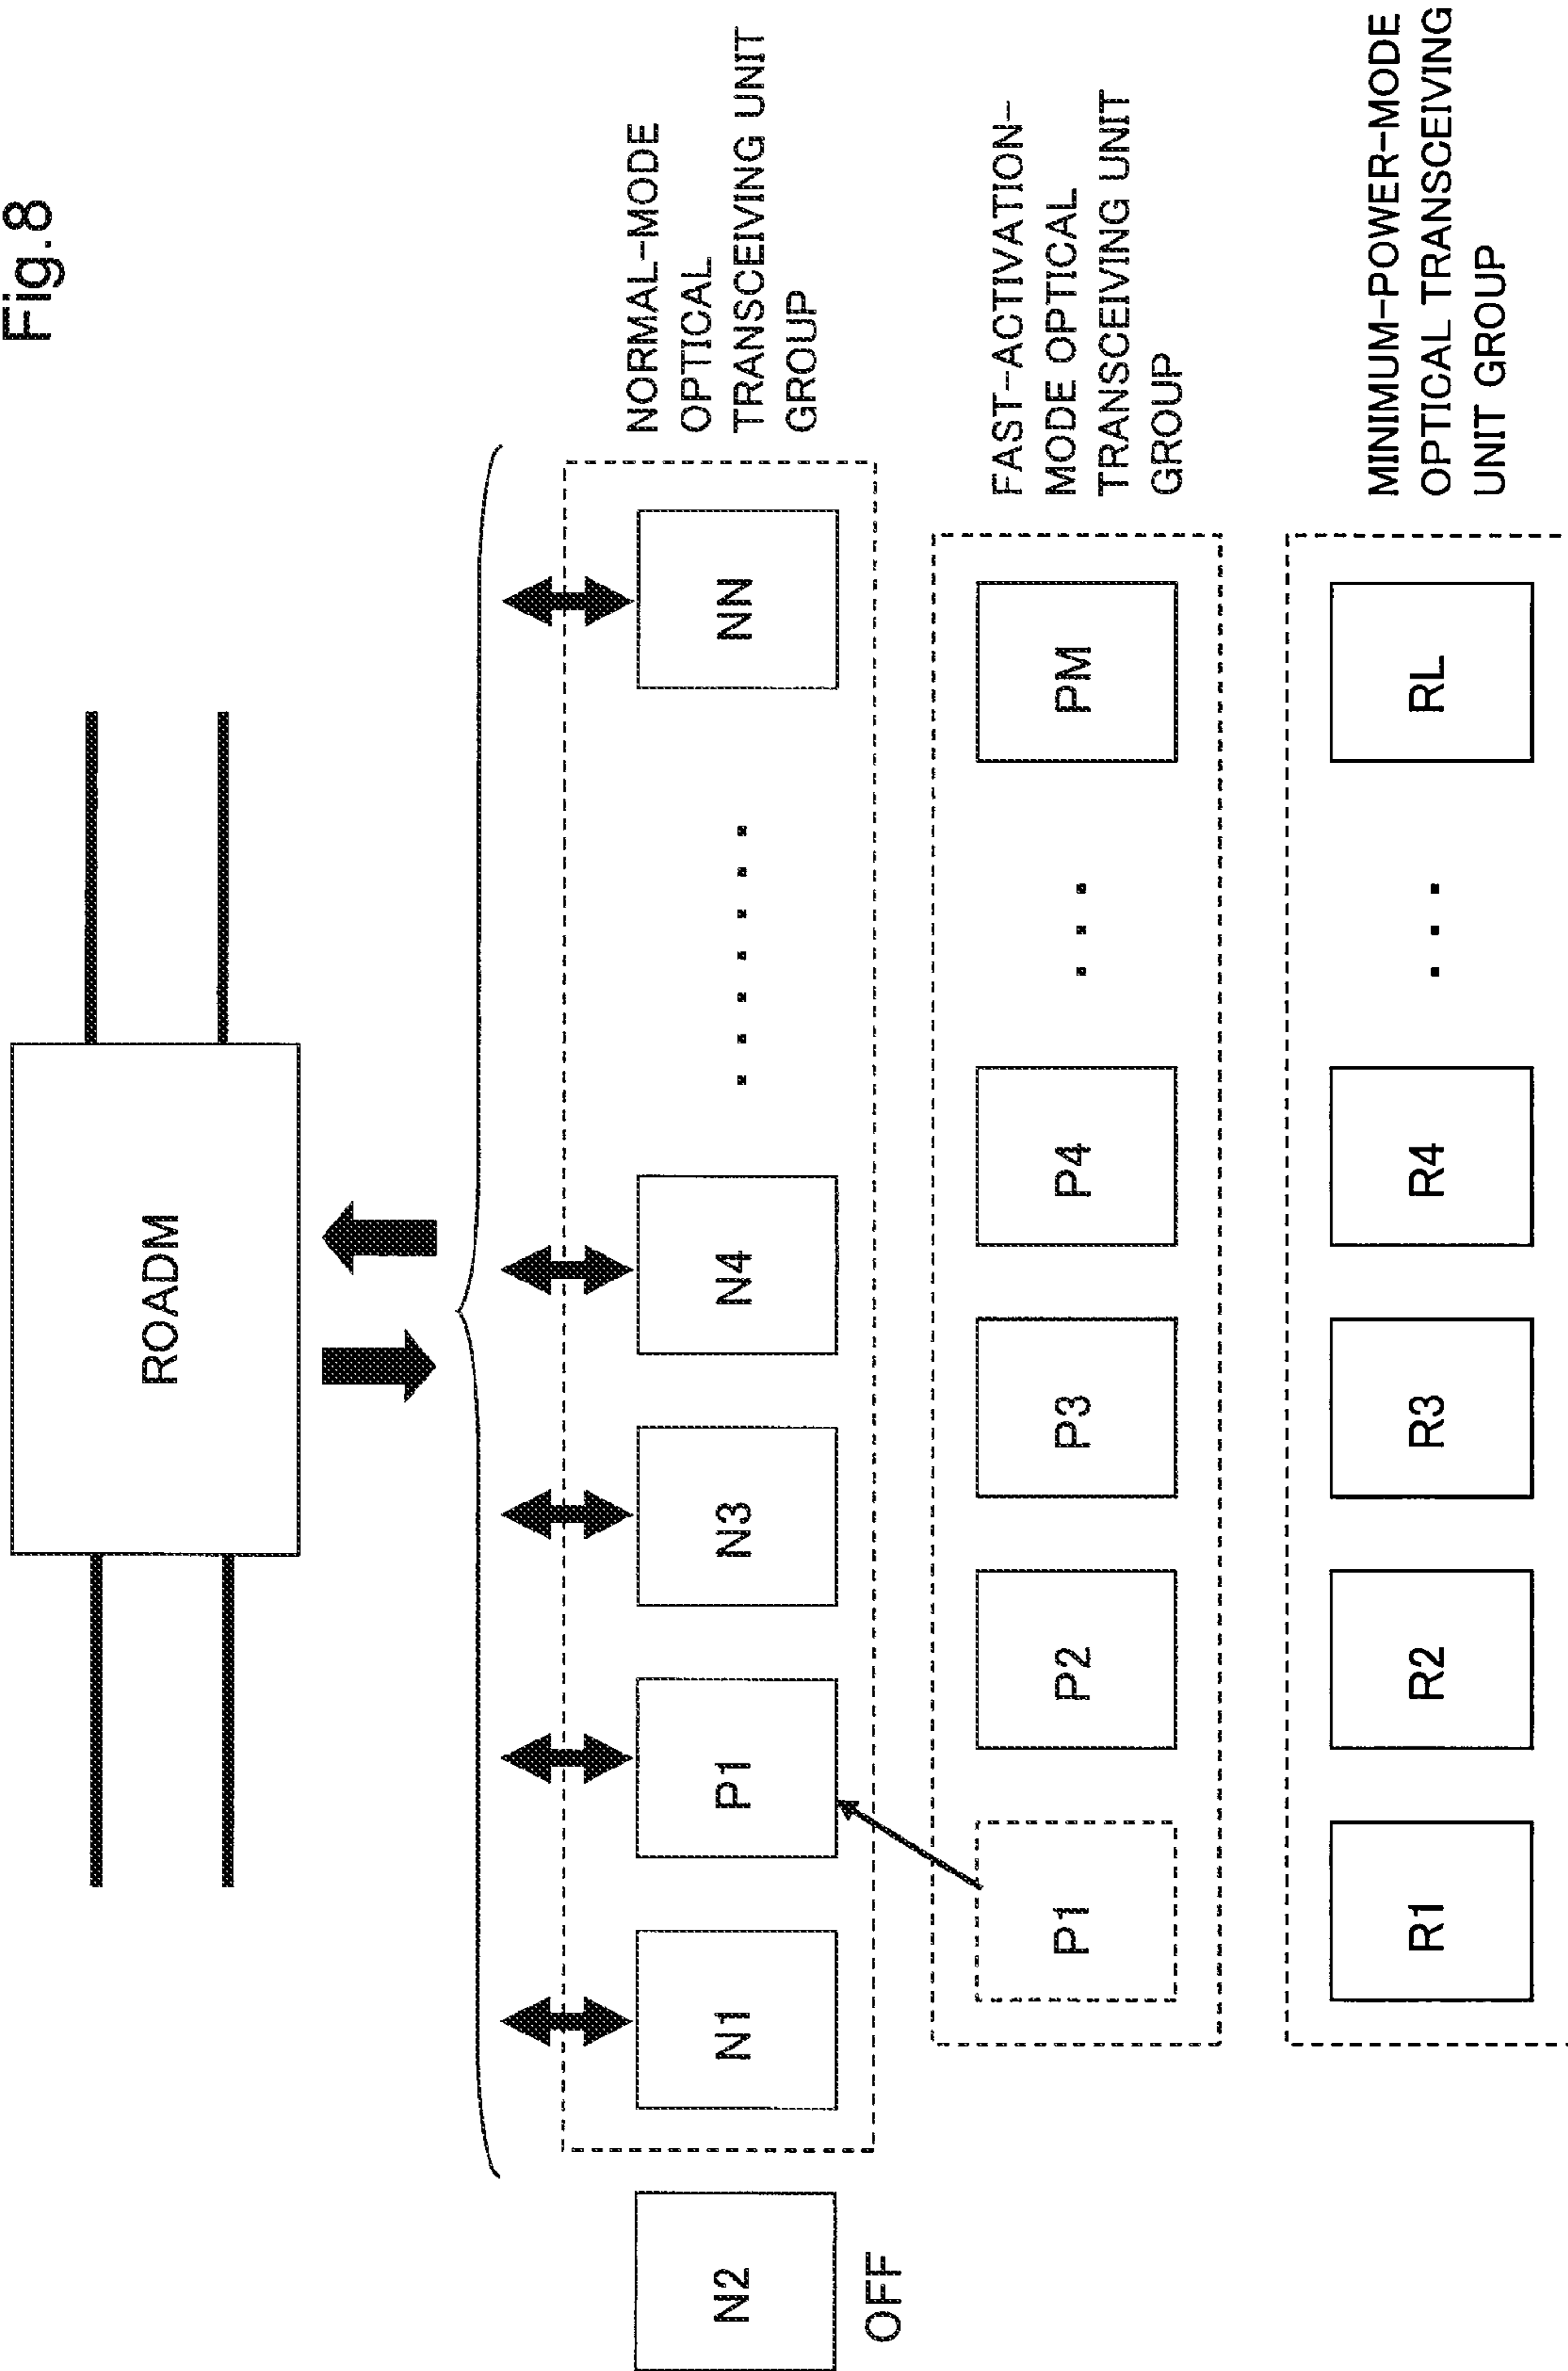 Fig.8
ROADM
N2
OFF
N1
P1
N3
N4
. . . . . . .
NN
NORMAL-MODE
OPTICAL
TRANSCEIVING UNIT
GROUP
P1
P2
P3
P4
. . .
PM
FAST-ACTIVATION-
MODE OPTICAL
TRANSCEIVING UNIT
GROUP
R1
R2
R3
R4
. . .
RL
MINIMUM-POWER-MODE
OPTICAL TRANSCEIVING
UNIT GROUP